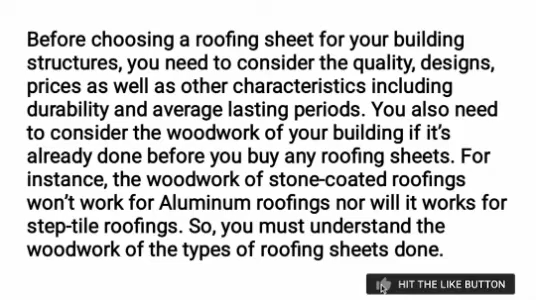 Before choosing a roofing sheet for your building
structures, you need to consider the quality, designs,
prices as well as other characteristics including
durability and average lasting periods. You also need
to consider the woodwork of your building if it's
already done before you buy any roofing sheets. For
instance, the woodwork of stone-coated roofings
won't work for Aluminum roofings nor will it works for
step-tile roofings. So, you must understand the
woodwork of the types of roofing sheets done.
HIT THE LIKE BUTTON